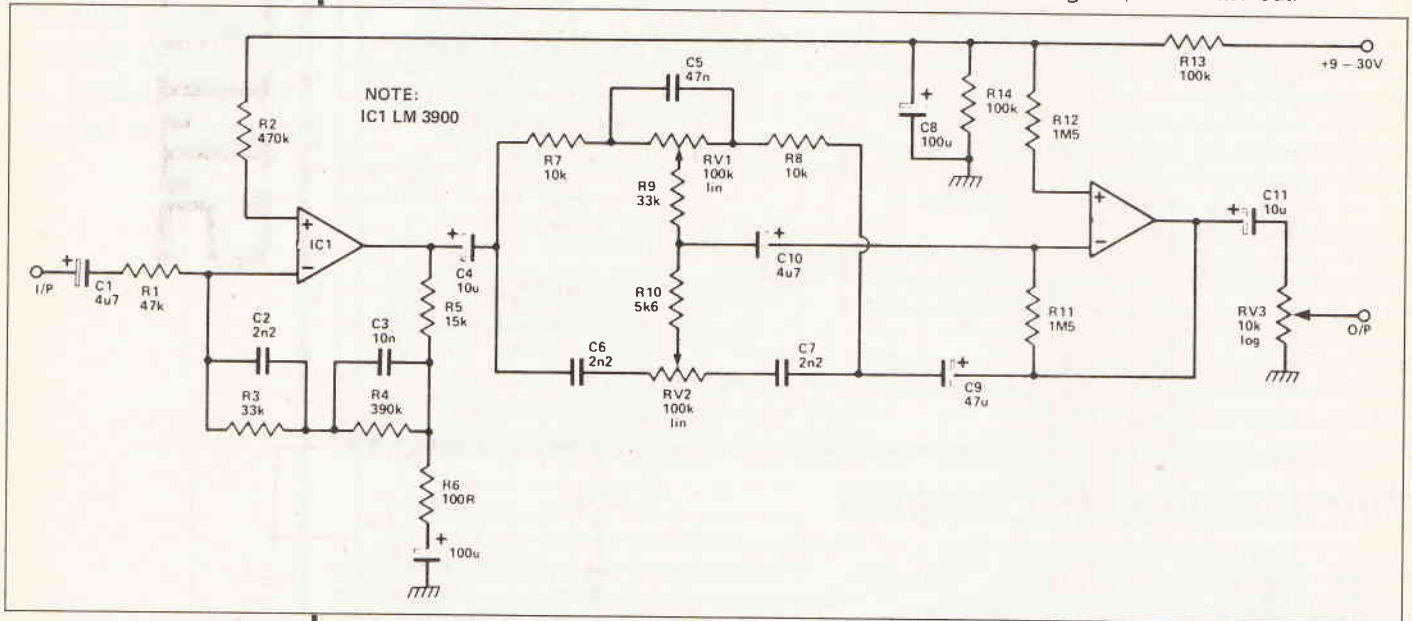 NOTE:
IC1 LM 3900
R2
470k
C5
47n
R7
10k
RV1
100k
lin
R8
10k
C8
100u
+
R14
100k
R12
1M5
R13
100k
+9 – 30V
R9
33k
+
IC1
–
+
C4
10u
R5
15k
+
C10
4u7
+
–
+
C11
10u
I/P
+
C1
4u7
R1
47k
C2
2n2
C3
10n
R3
33k
R4
390k
R10
5k6
C6
2n2
RV2
100k
lin
C7
2n2
R11
1M5
+
C9
47u
RV3
10k
log
O/P
R6
100R
+
100u